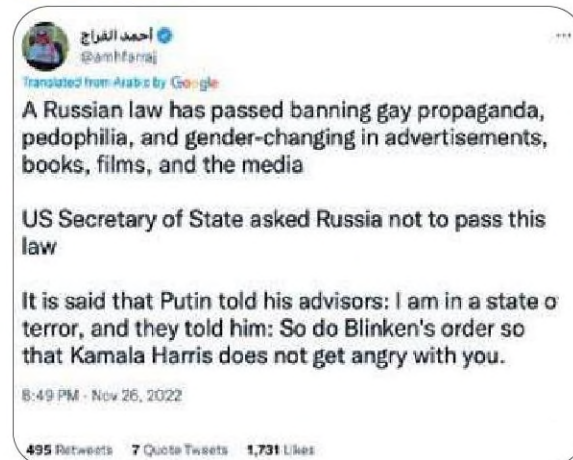 أحمد الفراج
@amhfarraj
Translated from Arabic by Google
A Russian law has passed banning gay propaganda,
pedophilia, and gender-changing in advertisements,
books, films, and the media
US Secretary of State asked Russia not to pass this
law
It is said that Putin told his advisors: I am in a state o
terror, and they told him: So do Blinken's order so
that Kamala Harris does not get angry with you.
8:49 PM · Nov 26, 2022
495 Retweets 7 Quote Tweets 1,731 Likes